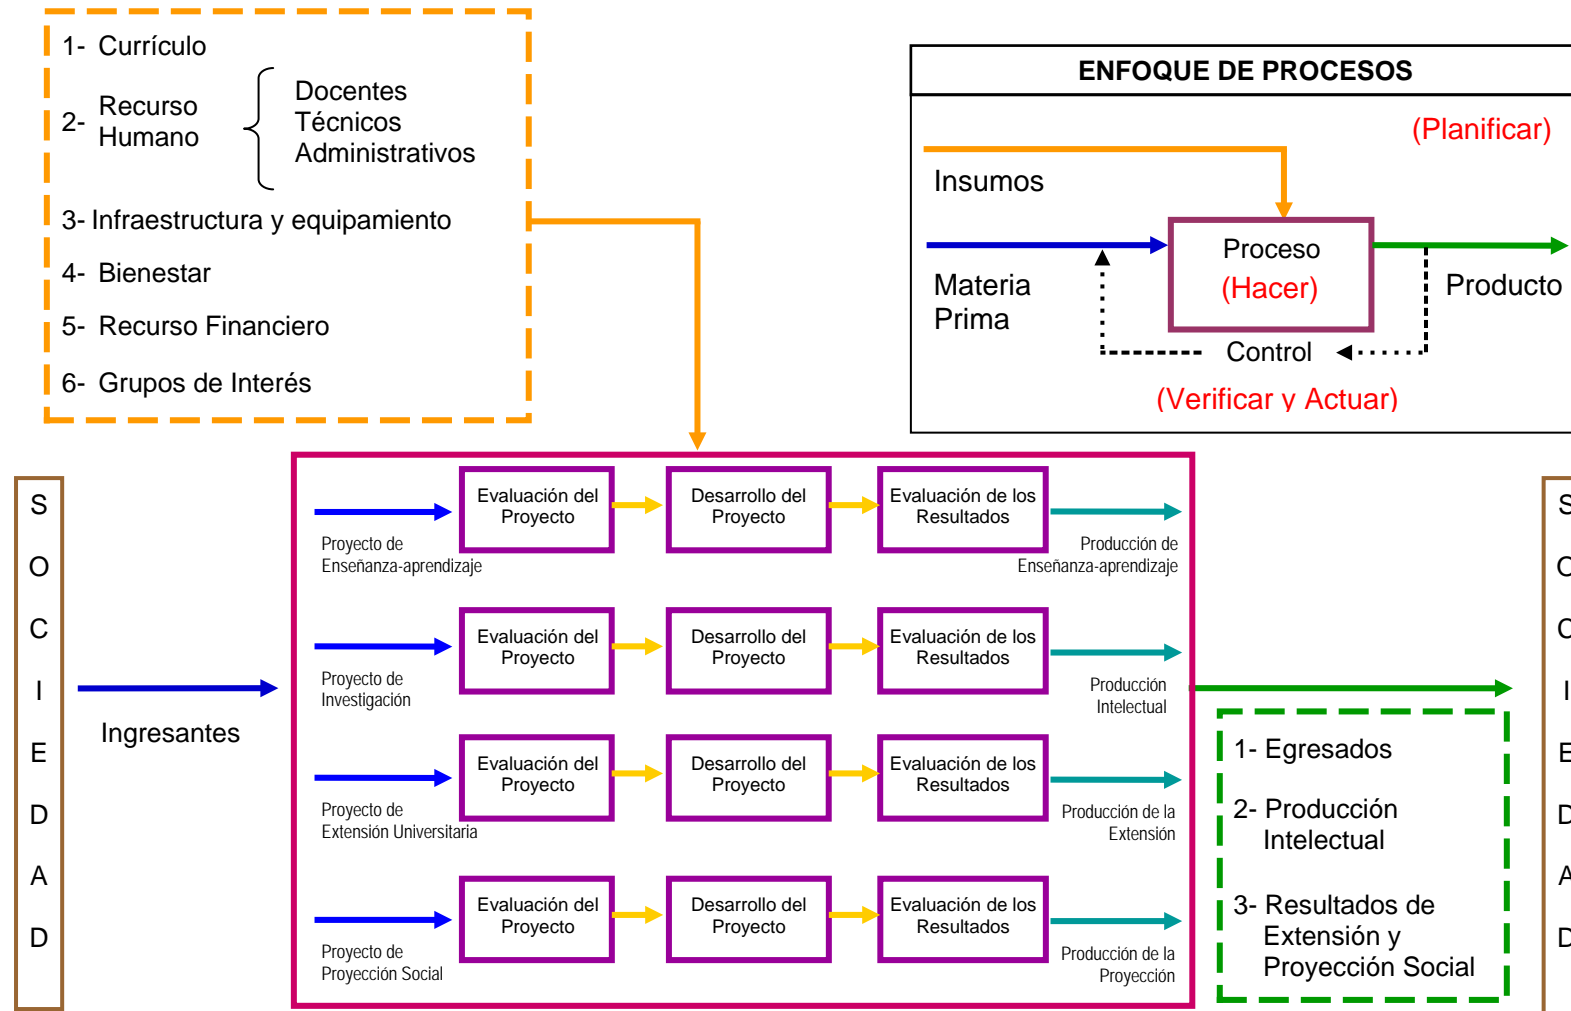 1- Currículo
2- Recurso
Humano
Docentes
Técnicos
Administrativos
3- Infraestructura y equipamiento
4- Bienestar
5- Recurso Financiero
6- Grupos de Interés
ENFOQUE DE PROCESOS
(Planificar)
Insumos
Materia
Prima
Proceso
(Hacer)
Producto
Control
(Verificar y Actuar)
S
O
C
I
E
D
A
D
Ingresantes
Proyecto de
Enseñanza-aprendizaje
Evaluación del
Proyecto
Desarrollo del
Proyecto
Evaluación de los
Resultados
Producción de
Enseñanza-aprendizaje
Proyecto de
Investigación
Evaluación del
Proyecto
Desarrollo del
Proyecto
Evaluación de los
Resultados
Producción
Intelectual
Proyecto de
Extensión Universitaria
Evaluación del
Proyecto
Desarrollo del
Proyecto
Evaluación de los
Resultados
Producción de la
Extensión
Proyecto de
Proyección Social
Evaluación del
Proyecto
Desarrollo del
Proyecto
Evaluación de los
Resultados
Producción de la
Proyección
1- Egresados
2- Producción
Intelectual
3- Resultados de
Extensión y
Proyección Social
S
O
C
I
E
D
A
D